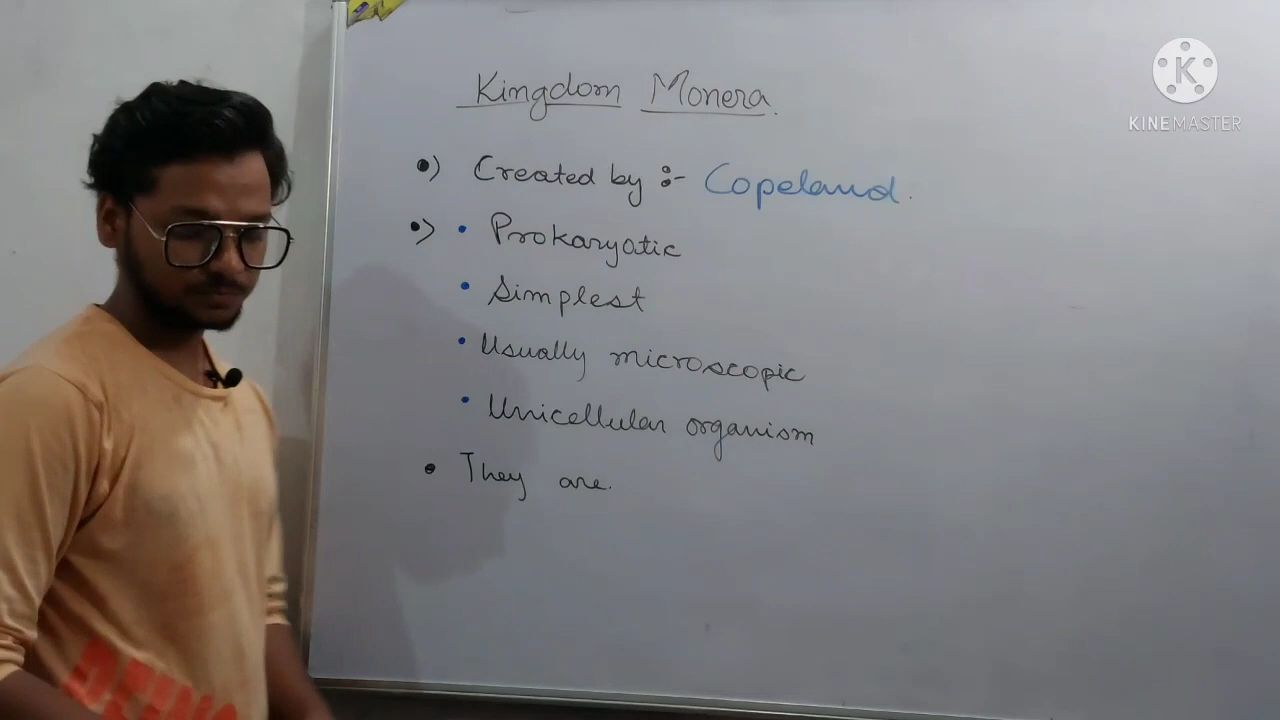 Kingdom Monera.
•) Created by :- Copeland.
•> • Prokaryotic
• Simplest
• Usually microscopic
• Unicellular organism
• They are.
K
KINEMASTER